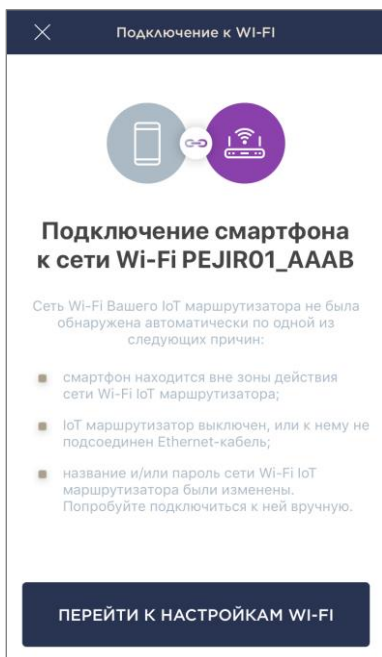 Подключение к WI-FI
Подключение смартфона
к сети Wi-Fi PEJIR01_AAAB
Сеть Wi-Fi Вашего IoT маршрутизатора не была
обнаружена автоматически по одной из
следующих причин:
смартфон находится вне зоны действия
сети Wi-Fi IoT маршрутизатора;
IoT маршрутизатор выключен, или к нему не
подсоединен Ethernet-кабель;
название и/или пароль сети Wi-Fi IoT
маршрутизатора были изменены.
Попробуйте подключиться к ней вручную.
ПЕРЕЙТИ К НАСТРОЙКАМ WI-FI